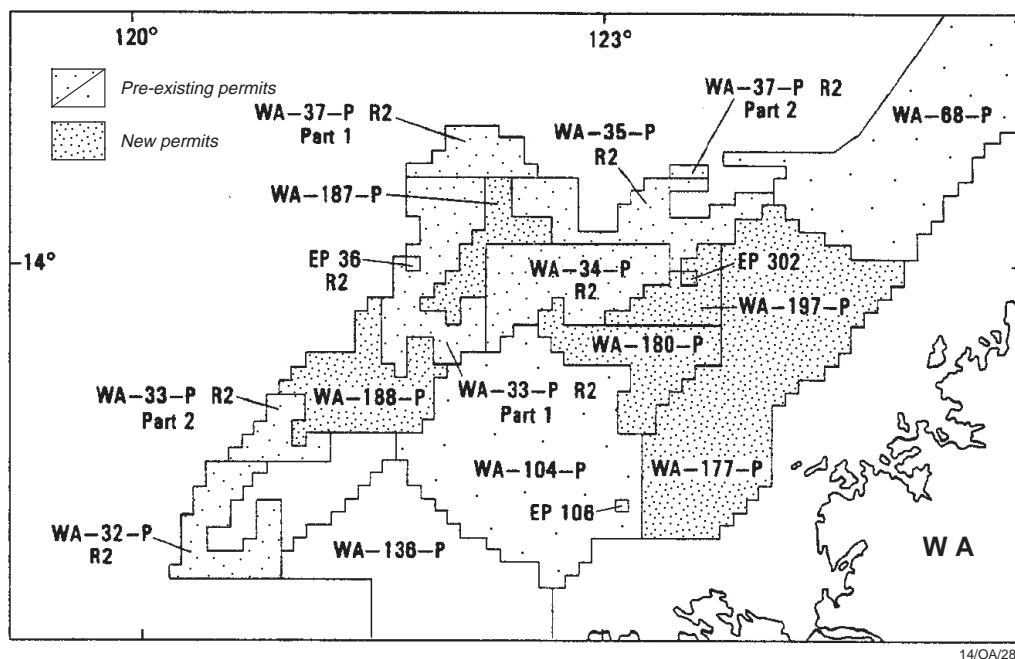 120°
123°
Pre-existing permits
New permits
WA-37-P R2
Part 1
WA-35-P
R2
WA-37-P R2
Part 2
WA-68-P
WA-187-P
14°
EP 36
R2
WA-34-P
R2
EP 302
WA-197-P
WA-180-P
WA-33-P R2
Part 2
WA-188-P
WA-33-P R2
Part 1
WA-104-P
WA-177-P
EP 106
WA-32-P
R2
WA-136-P
WA
14/OA/28